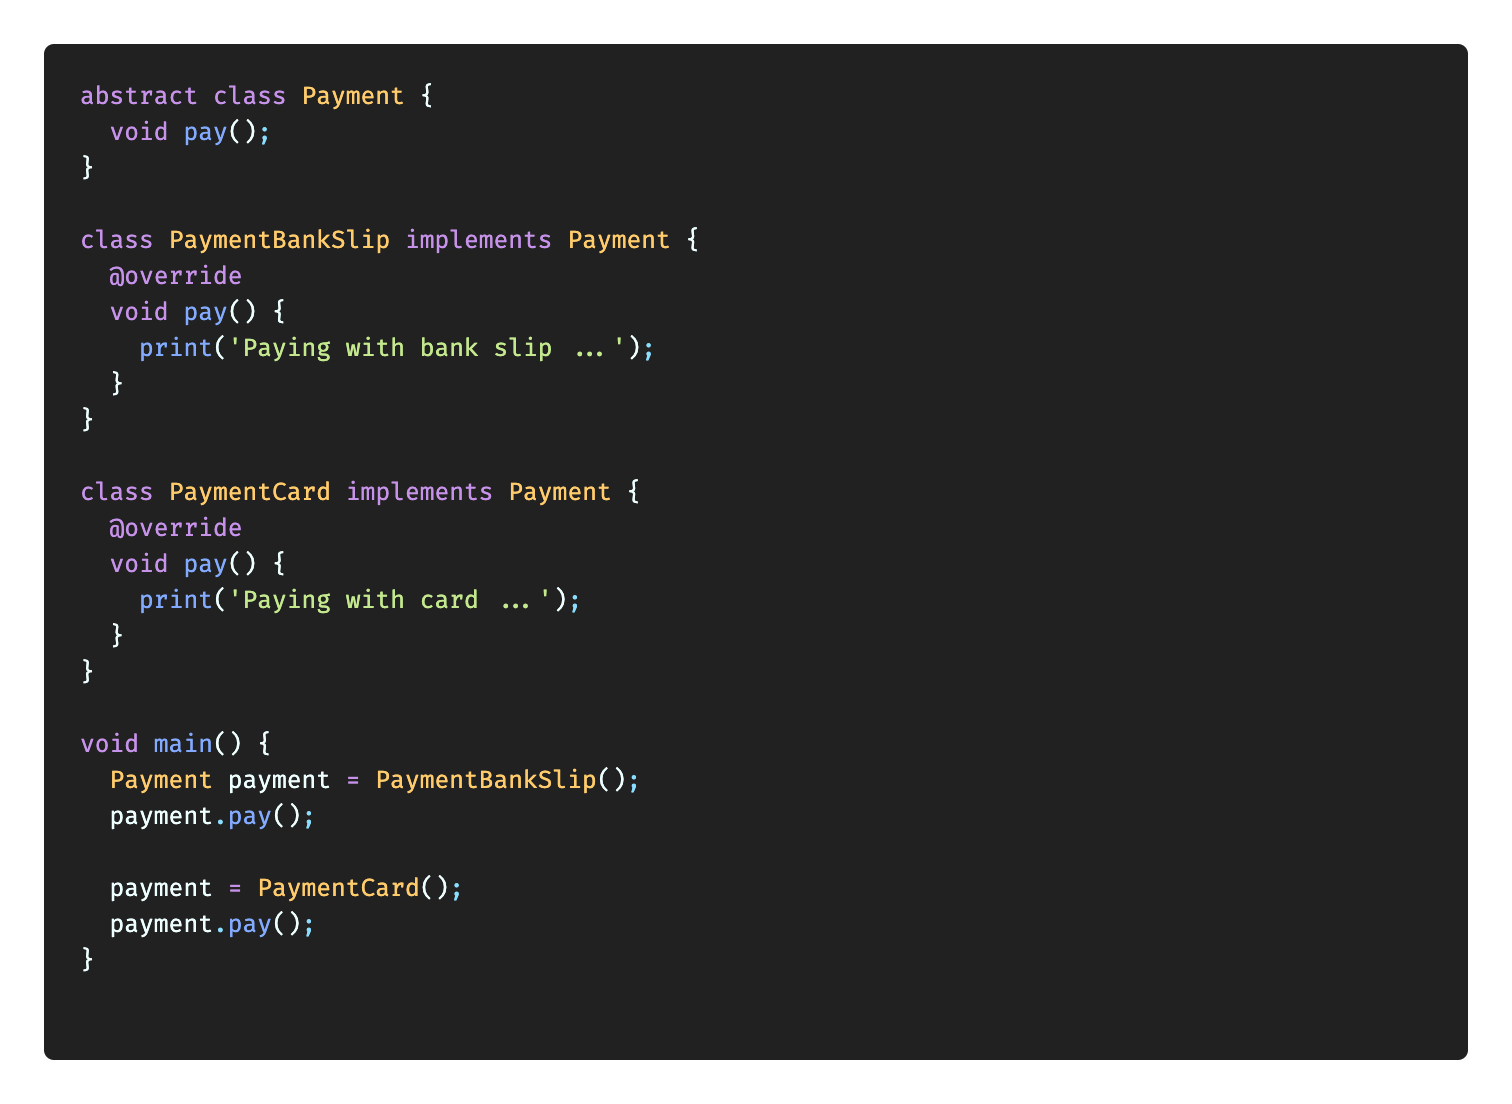 abstract class Payment {
  void pay();
}

class PaymentBankSlip implements Payment {
  @override
  void pay() {
    print('Paying with bank slip ...');
  }
}

class PaymentCard implements Payment {
  @override
  void pay() {
    print('Paying with card ...');
  }
}

void main() {
  Payment payment = PaymentBankSlip();
  payment.pay();

  payment = PaymentCard();
  payment.pay();
}